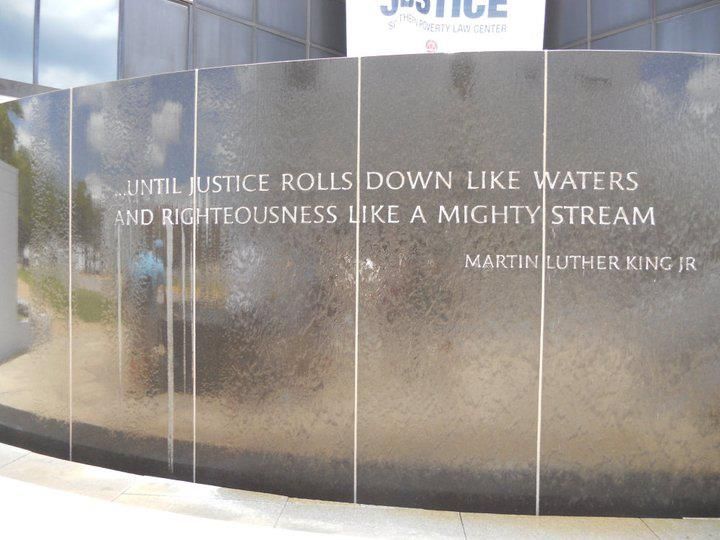 JUSTICE
SOUTHERN POVERTY LAW CENTER
...UNTIL JUSTICE ROLLS DOWN LIKE WATERS
AND RIGHTEOUSNESS LIKE A MIGHTY STREAM
MARTIN LUTHER KING JR